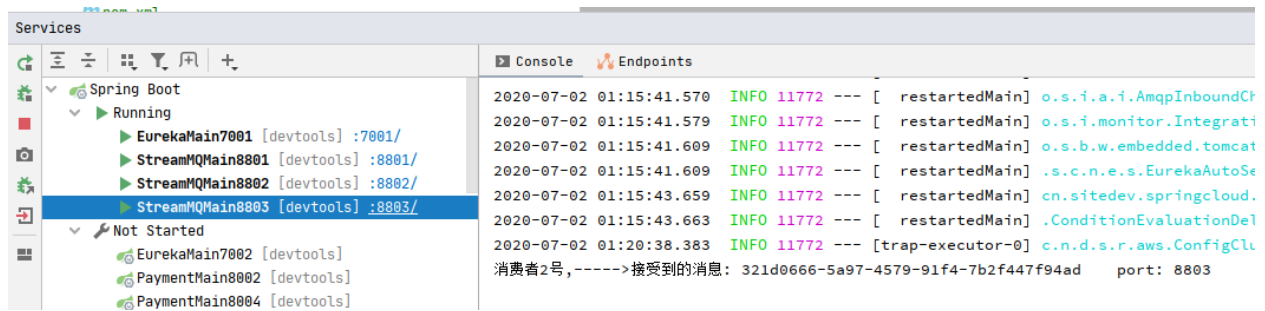 Services
Console
Endpoints
Spring Boot
Running
EurekaMain7001 [devtools] :7001/
StreamMQMain8801 [devtools] :8801/
StreamMQMain8802 [devtools] :8802/
StreamMQMain8803 [devtools] :8803/
Not Started
EurekaMain7002 [devtools]
PaymentMain8002 [devtools]
PaymentMain8004 [devtools]
2020-07-02 01:15:41.570 INFO 11772 --- [ restartedMain] o.s.i.a.i.AmqpInboundCh
2020-07-02 01:15:41.579 INFO 11772 --- [ restartedMain] o.s.i.monitor.Integrati
2020-07-02 01:15:41.609 INFO 11772 --- [ restartedMain] o.s.b.w.embedded.tomcat
2020-07-02 01:15:41.609 INFO 11772 --- [ restartedMain] .s.c.n.e.s.EurekaAutoSe
2020-07-02 01:15:43.659 INFO 11772 --- [ restartedMain] cn.sitedev.springcloud.
2020-07-02 01:15:43.663 INFO 11772 --- [ restartedMain] .ConditionEvaluationDel
2020-07-02 01:20:38.383 INFO 11772 --- [trap-executor-0] c.n.d.s.r.aws.ConfigClu
消费者2号,----->接受到的消息: 321d0666-5a97-4579-91f4-7b2f447f94ad port: 8803